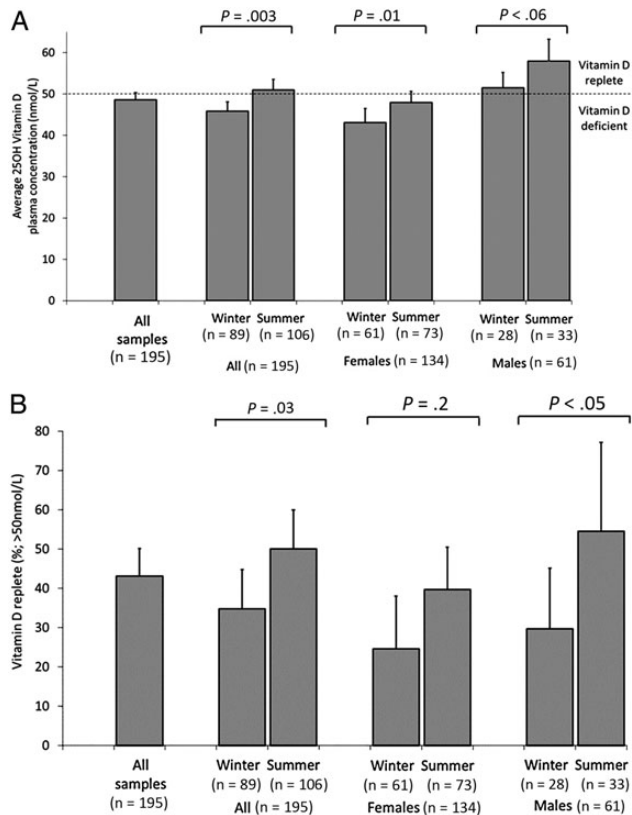 A
P = .003
P = .01
P < .06
Average 25OH Vitamin D
plasma concentration (nmol/L)
60
50
40
30
20
10
0
Vitamin D
replete
Vitamin D
deficient
All
samples
(n = 195)
Winter Summer
(n = 89) (n = 106)
All (n = 195)
Winter Summer
(n = 61) (n = 73)
Females (n = 134)
Winter Summer
(n = 28) (n = 33)
Males (n = 61)
B
P = .03
P = .2
P < .05
Vitamin D replete (%; >50nmol/L)
80
70
60
50
40
30
20
10
0
All
samples
(n = 195)
Winter Summer
(n = 89) (n = 106)
All (n = 195)
Winter Summer
(n = 61) (n = 73)
Females (n = 134)
Winter Summer
(n = 28) (n = 33)
Males (n = 61)